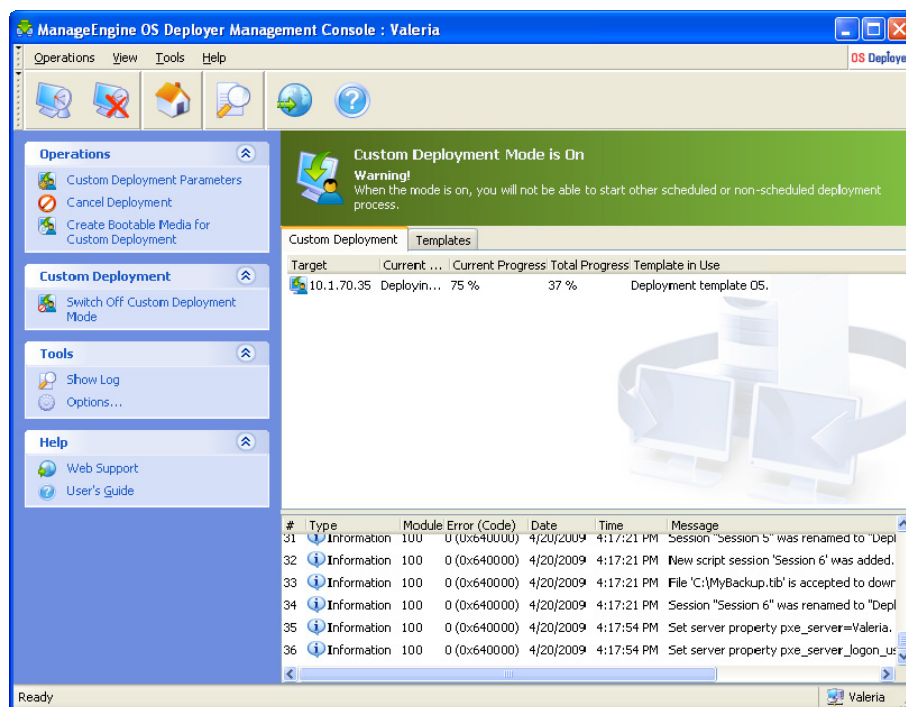 ManageEngine OS Deployer Management Console : Valeria
Operations View Tools Help
OS Deploye
Operations
Custom Deployment Parameters
Cancel Deployment
Create Bootable Media for
Custom Deployment
Custom Deployment
Switch Off Custom Deployment
Mode
Tools
Show Log
Options...
Help
Web Support
User's Guide
Custom Deployment Mode is On
Warning!
When the mode is on, you will not be able to start other scheduled or non-scheduled deployment
process.
Custom Deployment Templates
Target Current ... Current Progress Total Progress Template in Use
10.1.70.35 Deployin... 75 % 37 % Deployment template 05.
# Type Module Error (Code) Date Time Message
31 Information 100 0 (0x640000) 4/20/2009 4:17:21 PM Session "Session 5" was renamed to "Depl
32 Information 100 0 (0x640000) 4/20/2009 4:17:21 PM New script session 'Session 6' was added.
33 Information 100 0 (0x640000) 4/20/2009 4:17:21 PM File 'C:\MyBackup.tib' is accepted to down
34 Information 100 0 (0x640000) 4/20/2009 4:17:21 PM Session "Session 6" was renamed to "Depl
35 Information 100 0 (0x640000) 4/20/2009 4:17:54 PM Set server property pxe_server=Valeria.
36 Information 100 0 (0x640000) 4/20/2009 4:17:54 PM Set server property pxe_server_logon_us
Ready Valeria